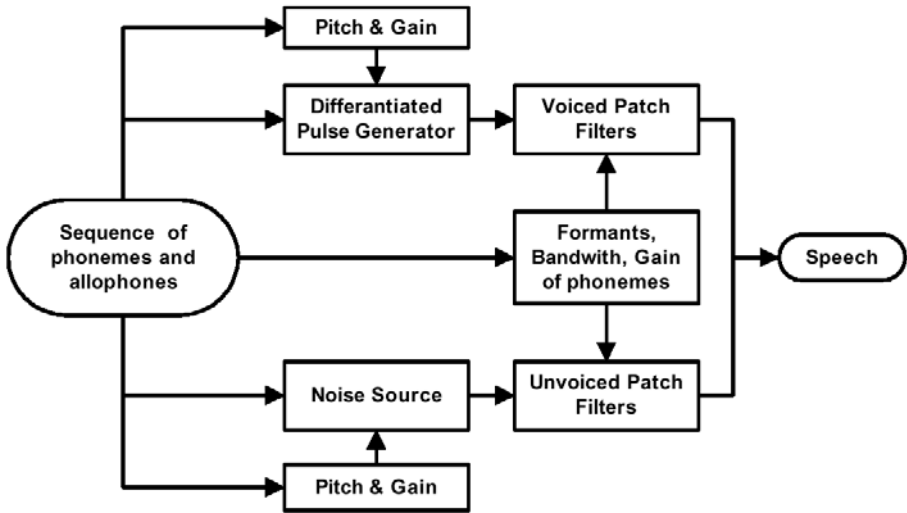 Pitch & Gain
Differantiated
Pulse Generator
Voiced Patch
Filters
Sequence of
phonemes and
allophones
Formants,
Bandwith, Gain
of phonemes
Speech
Noise Source
Unvoiced Patch
Filters
Pitch & Gain